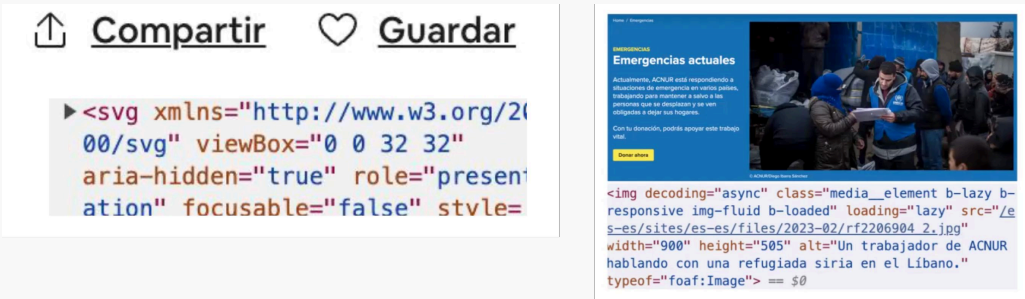 Compartir Guardar
<svg xmlns="http://www.w3.org/20
00/svg" viewBox="0 0 32 32"
aria-hidden="true" role="present
ation" focusable="false" style=
Home / Emergencias
EMERGENCIAS
Emergencias actuales
Actualmente, ACNUR está respondiendo a
situaciones de emergencia en varios países,
trabajando para mantener a salvo a las
personas que se desplazan y se ven
obligadas a dejar sus hogares.
Con tu donación, podrás apoyar este trabajo
vital.
Donar ahora
© ACNUR/Diego Ibarra Sánchez
<img decoding="async" class="media__element b-lazy b-
responsive img-fluid b-loaded" loading="lazy" src="/e
s-es/sites/es-es/files/2023-02/rf2206904_2.jpg"
width="900" height="505" alt="Un trabajador de ACNUR
hablando con una refugiada siria en el Líbano."
typeof="foaf:Image"> == $0